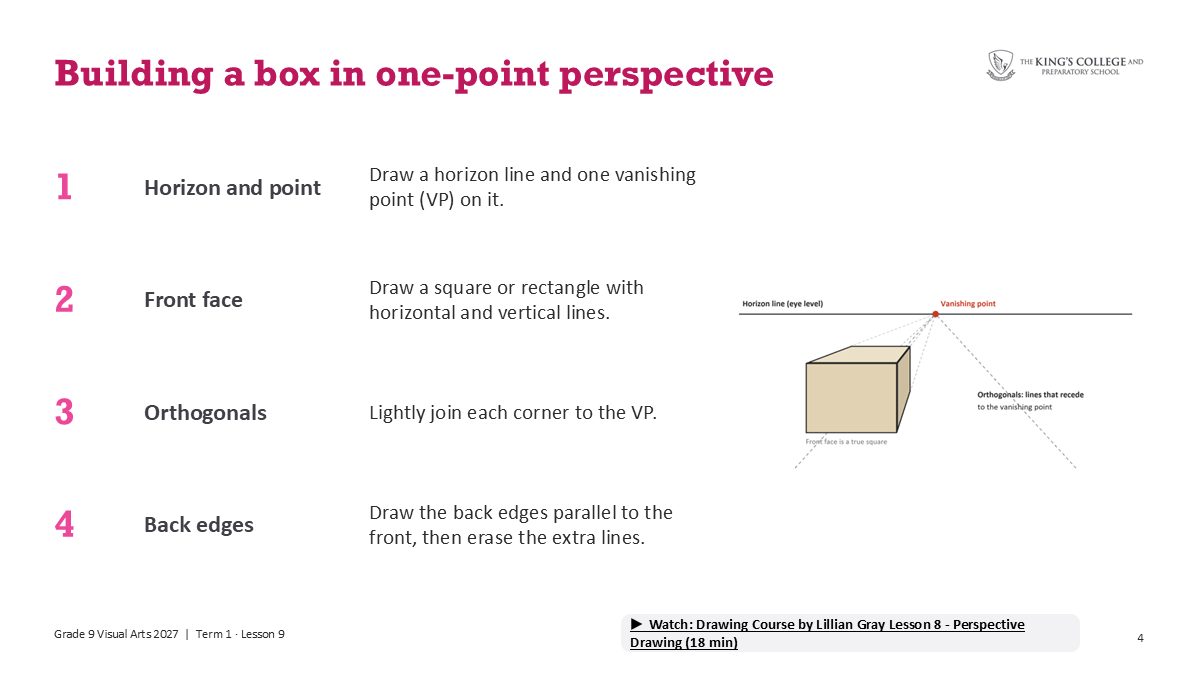 Building a box in one-point perspective
THE KING'S COLLEGE AND
PREPARATORY SCHOOL
1
Horizon and point
Draw a horizon line and one vanishing
point (VP) on it.
2
Front face
Draw a square or rectangle with
horizontal and vertical lines.
3
Orthogonals
Lightly join each corner to the VP.
4
Back edges
Draw the back edges parallel to the
front, then erase the extra lines.
Horizon line (eye level)
Vanishing point
Orthogonals: lines that recede
to the vanishing point
Front face is a true square
Grade 9 Visual Arts 2027 | Term 1 · Lesson 9
▶ Watch: Drawing Course by Lillian Gray Lesson 8 - Perspective
Drawing (18 min)
4